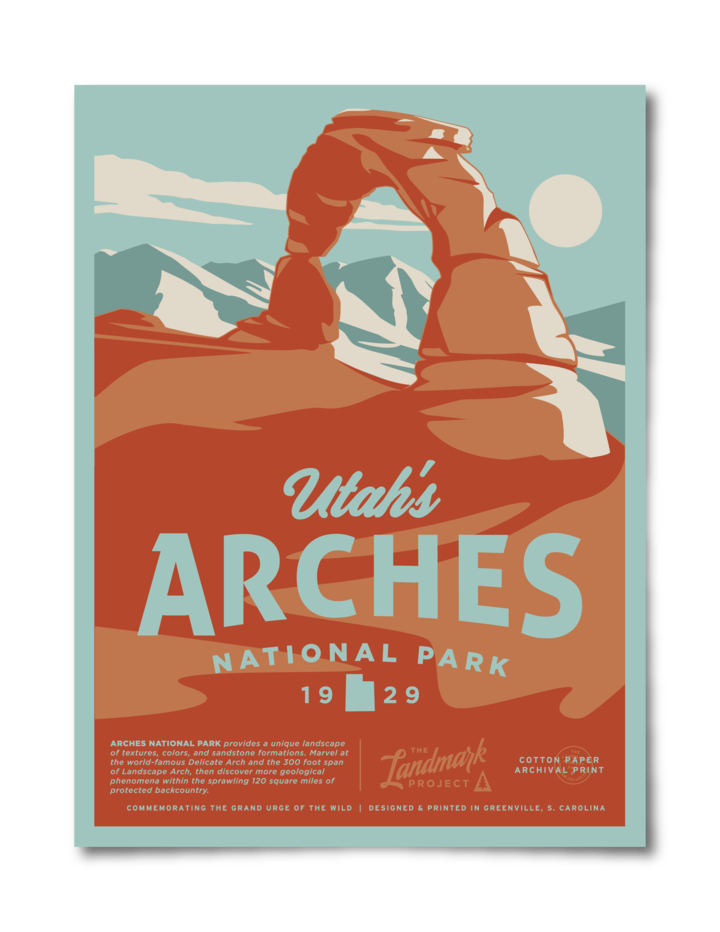 Utah's
ARCHES
NATIONAL PARK
19 29
ARCHES NATIONAL PARK provides a unique landscape
of textures, colors, and sandstone formations. Marvel at
the world-famous Delicate Arch and the 300 foot span
of Landscape Arch, then discover more geological
phenomena within the sprawling 120 square miles of
protected backcountry.
THE
Landmark
PROJECT
COTTON PAPER
ARCHIVAL PRINT
COMMEMORATING THE GRAND URGE OF THE WILD | DESIGNED & PRINTED IN GREENVILLE, S. CAROLINA